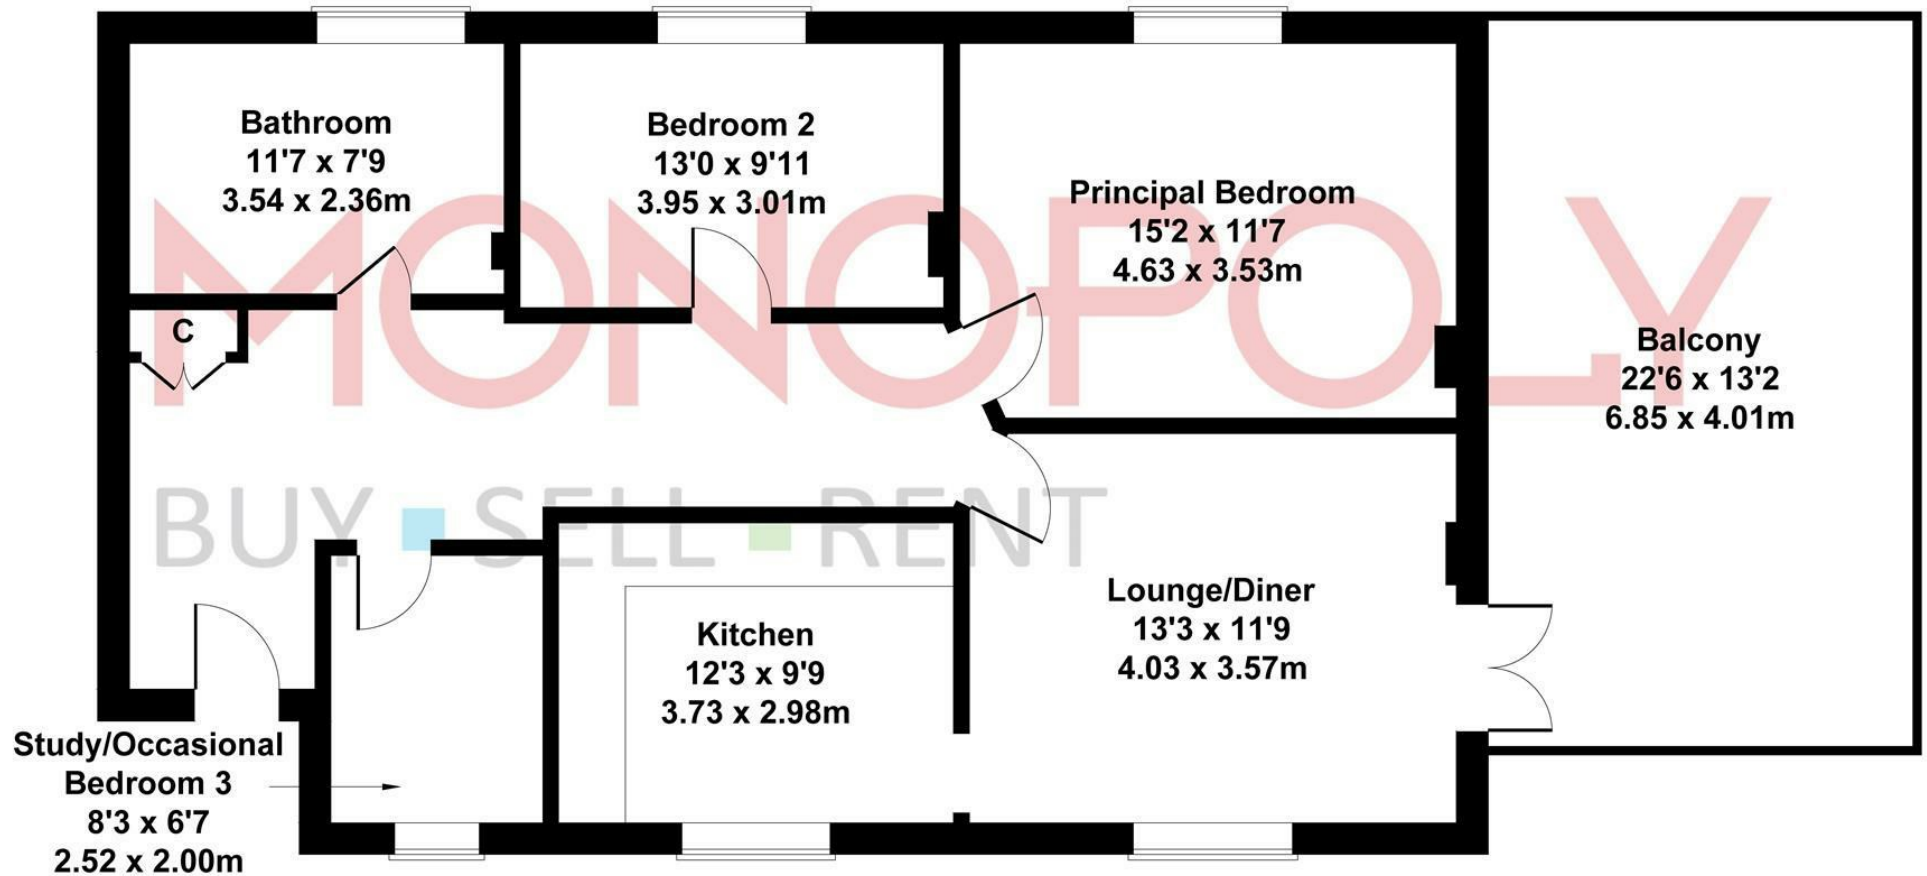 Bathroom
11'7 x 7'9
3.54 x 2.36m
Bedroom 2
13'0 x 9'11
3.95 x 3.01m
Principal Bedroom
15'2 x 11'7
4.63 x 3.53m
C
Balcony
22'6 x 13'2
6.85 x 4.01m
MONOPOLY
BUY SELL RENT
Lounge/Diner
13'3 x 11'9
4.03 x 3.57m
Kitchen
12'3 x 9'9
3.73 x 2.98m
Study/Occasional
Bedroom 3
8'3 x 6'7
2.52 x 2.00m